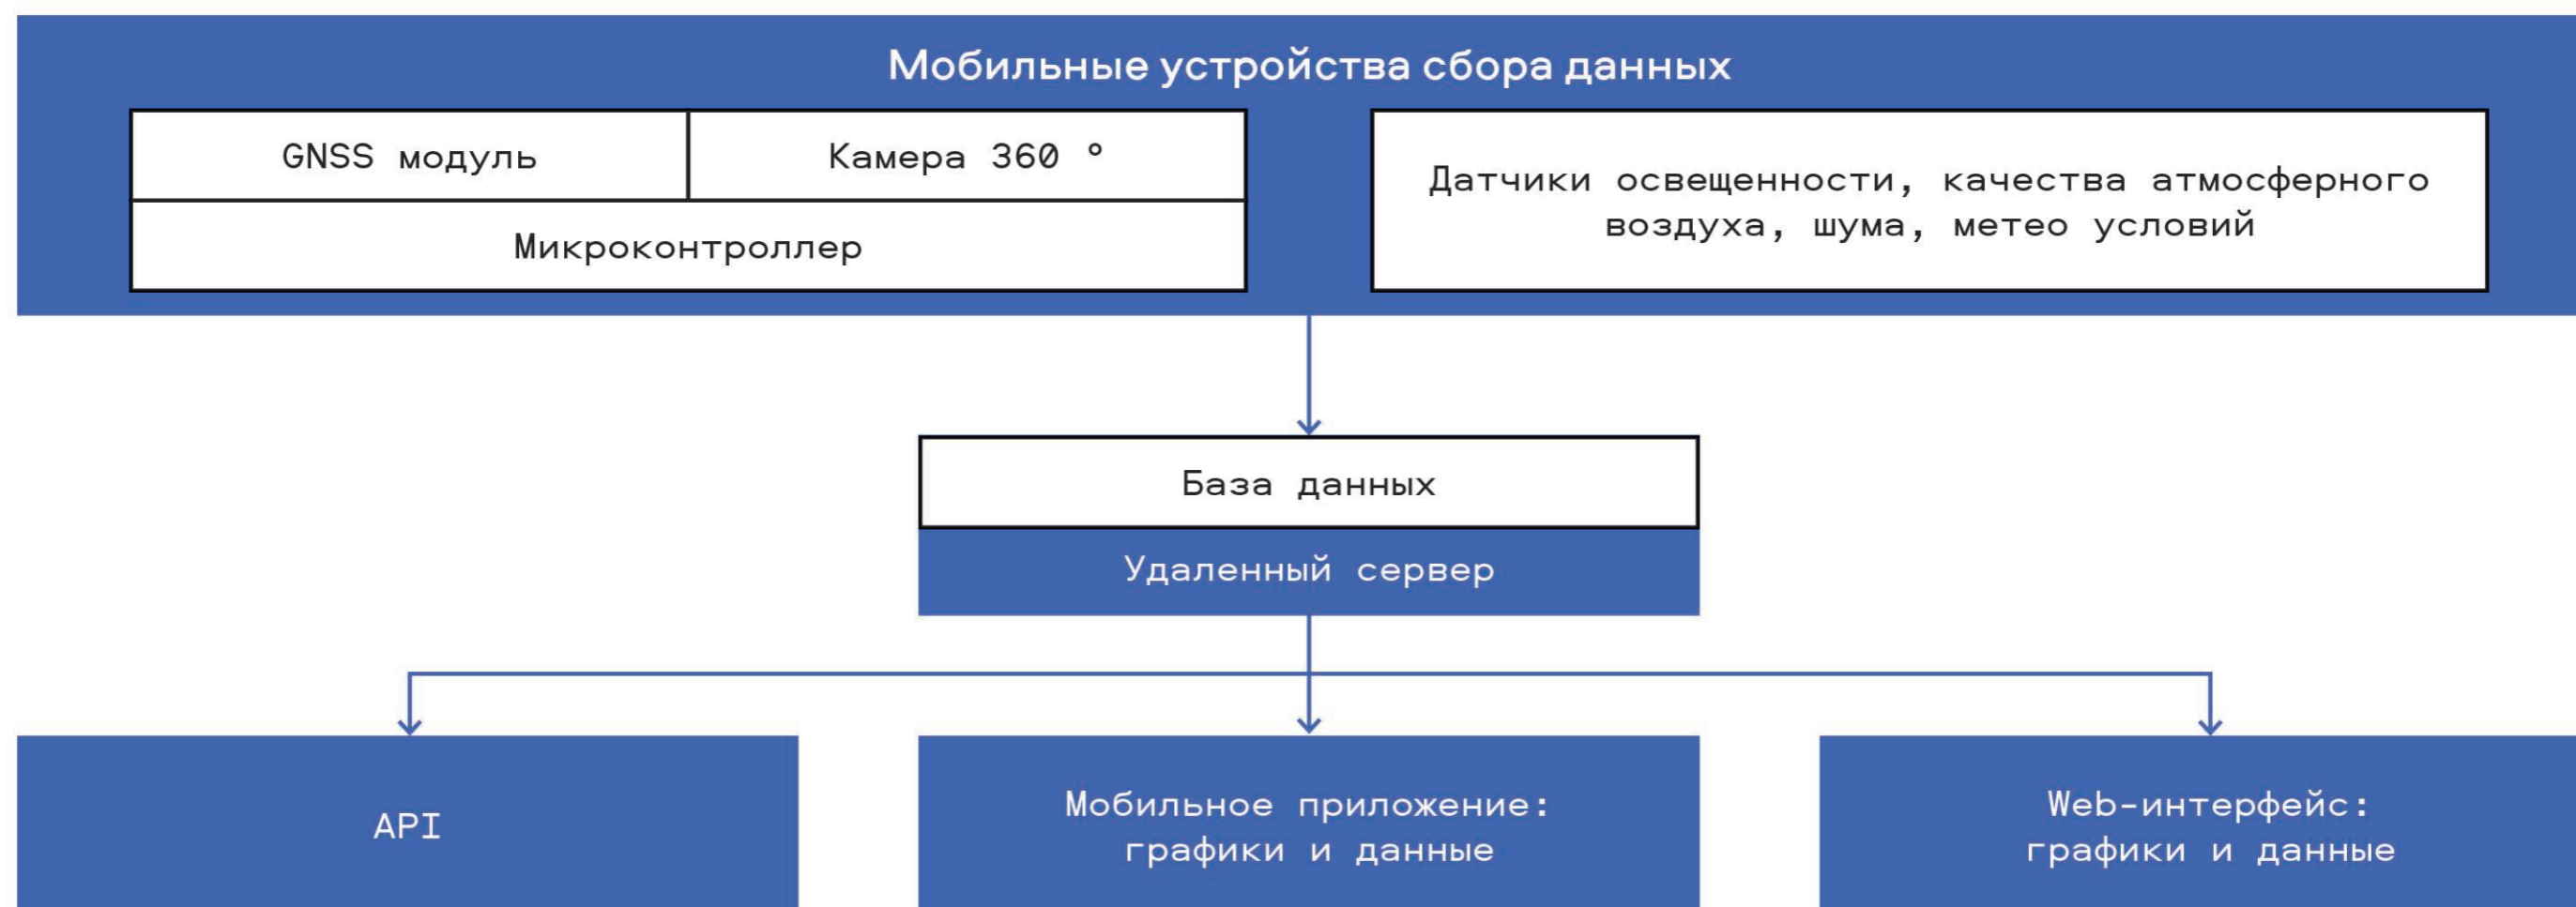 Мобильные устройства сбора данных
GNSS модуль
Камера 360 °
Микроконтроллер
Датчики освещенности, качества атмосферного
воздуха, шума, метео условий
База данных
Удаленный сервер
API
Мобильное приложение:
графики и данные
Web-интерфейс:
графики и данные